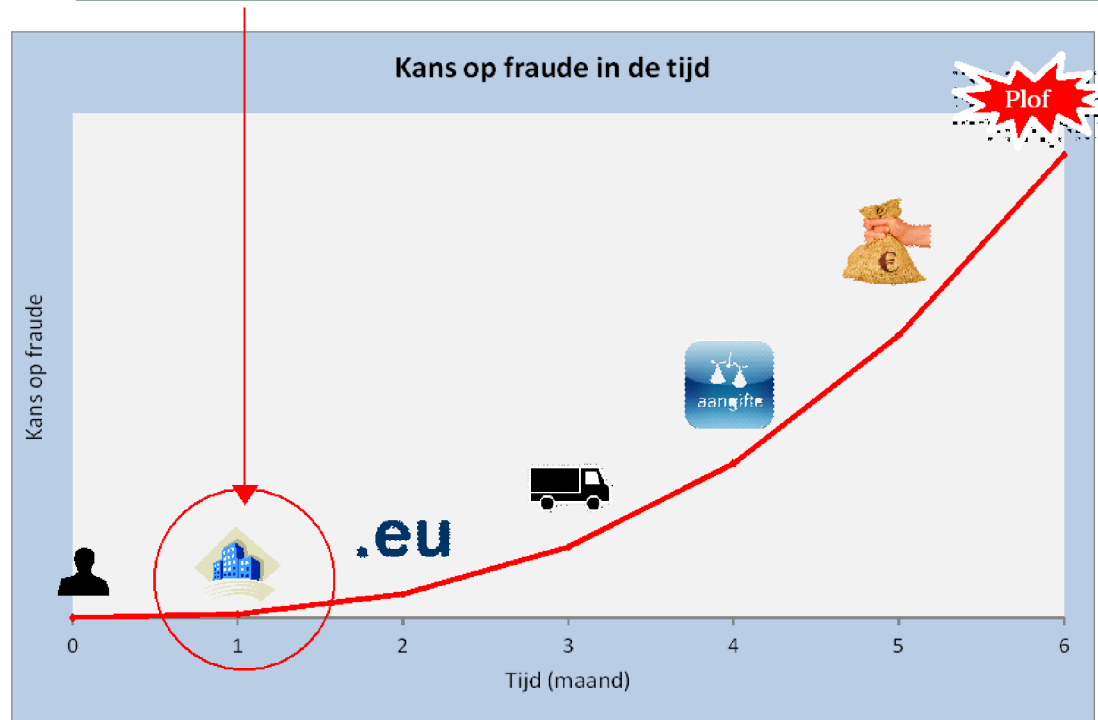 Kans op fraude in de tijd
Plof
€
aangifte
.eu
Kans op fraude
0 1 2 3 4 5 6
Tijd (maand)